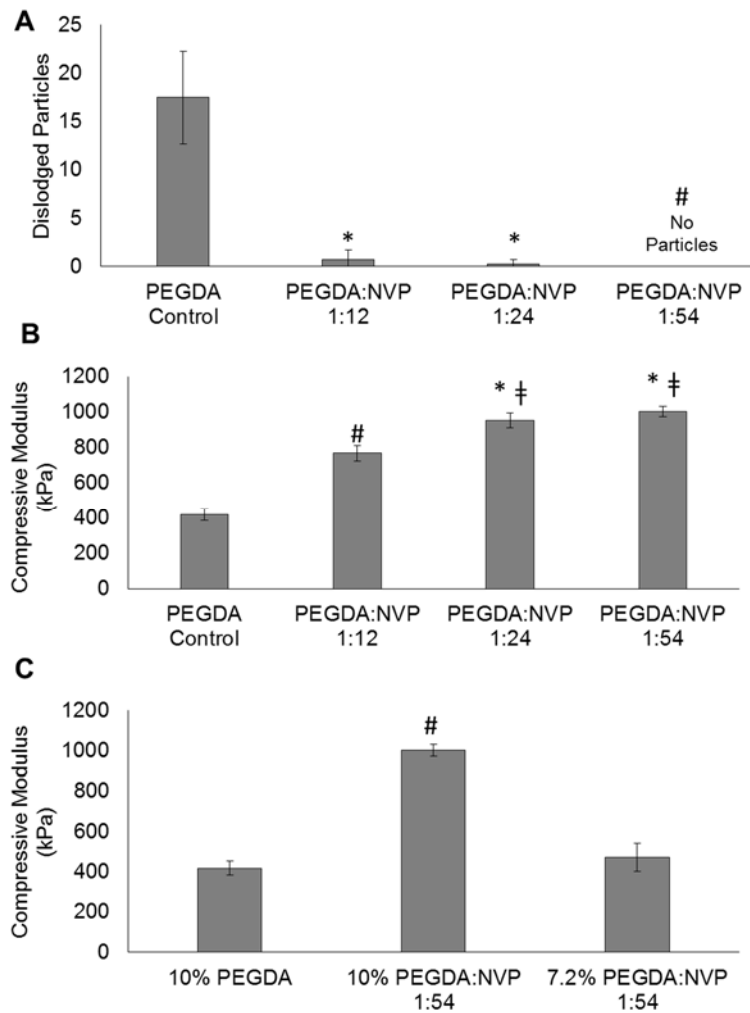 A
Dislodged Particles
25
20
15
10
5
0
*
*
#
No
Particles
PEGDA
Control
PEGDA:NVP
1:12
PEGDA:NVP
1:24
PEGDA:NVP
1:54
B
Compressive Modulus
(kPa)
1200
1000
800
600
400
200
0
#
* ǂ
* ǂ
PEGDA
Control
PEGDA:NVP
1:12
PEGDA:NVP
1:24
PEGDA:NVP
1:54
C
Compressive Modulus
(kPa)
1200
1000
800
600
400
200
0
#
10% PEGDA
10% PEGDA:NVP
1:54
7.2% PEGDA:NVP
1:54